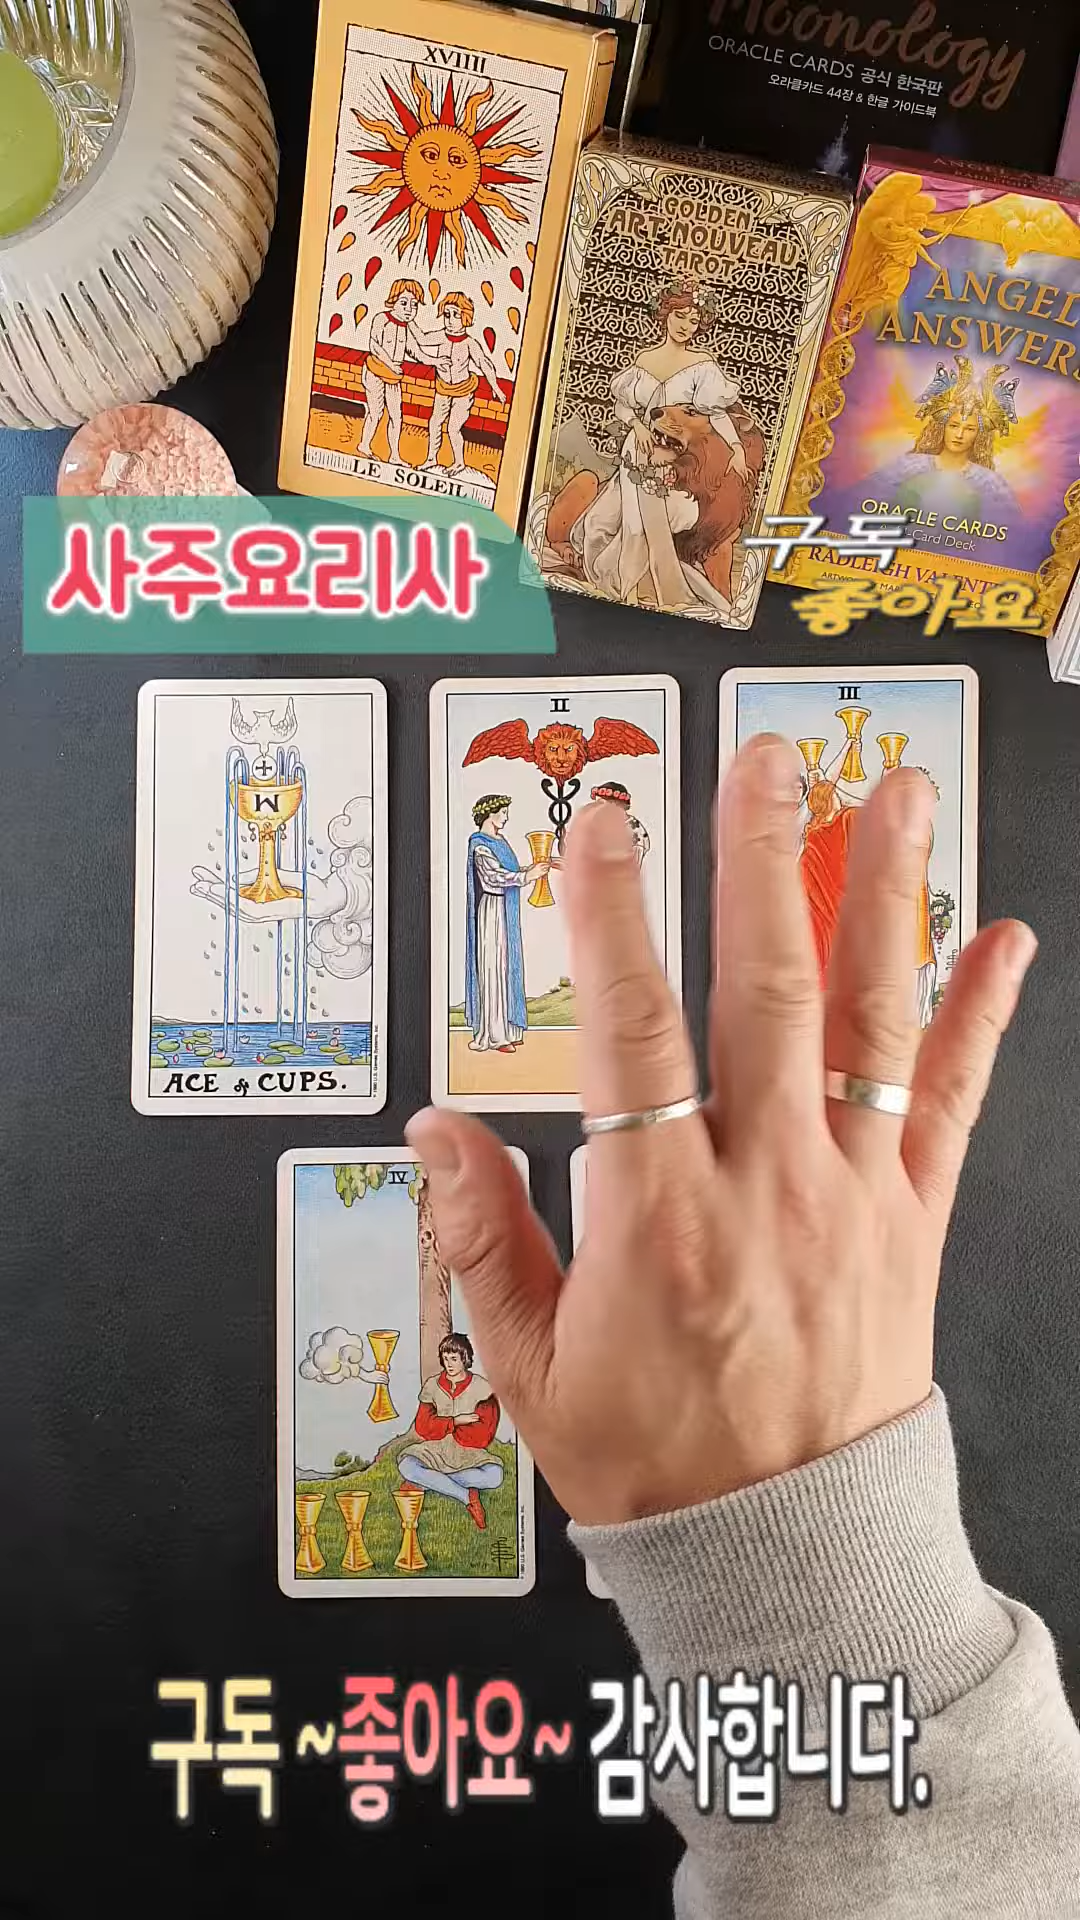 Moonology
ORACLE CARDS 공식 한국판
오라클카드 44장 & 한글 가이드북
XVIIII
LE SOLEIL
GOLDEN
ART NOUVEAU
TAROT
ANGEL
ANSWERS
ORACLE CARDS
Card Deck
RADLEIGH VALENTI
사주요리사
구독
좋아요
II
III
ACE of CUPS.
IV
구독~좋아요~감사합니다.